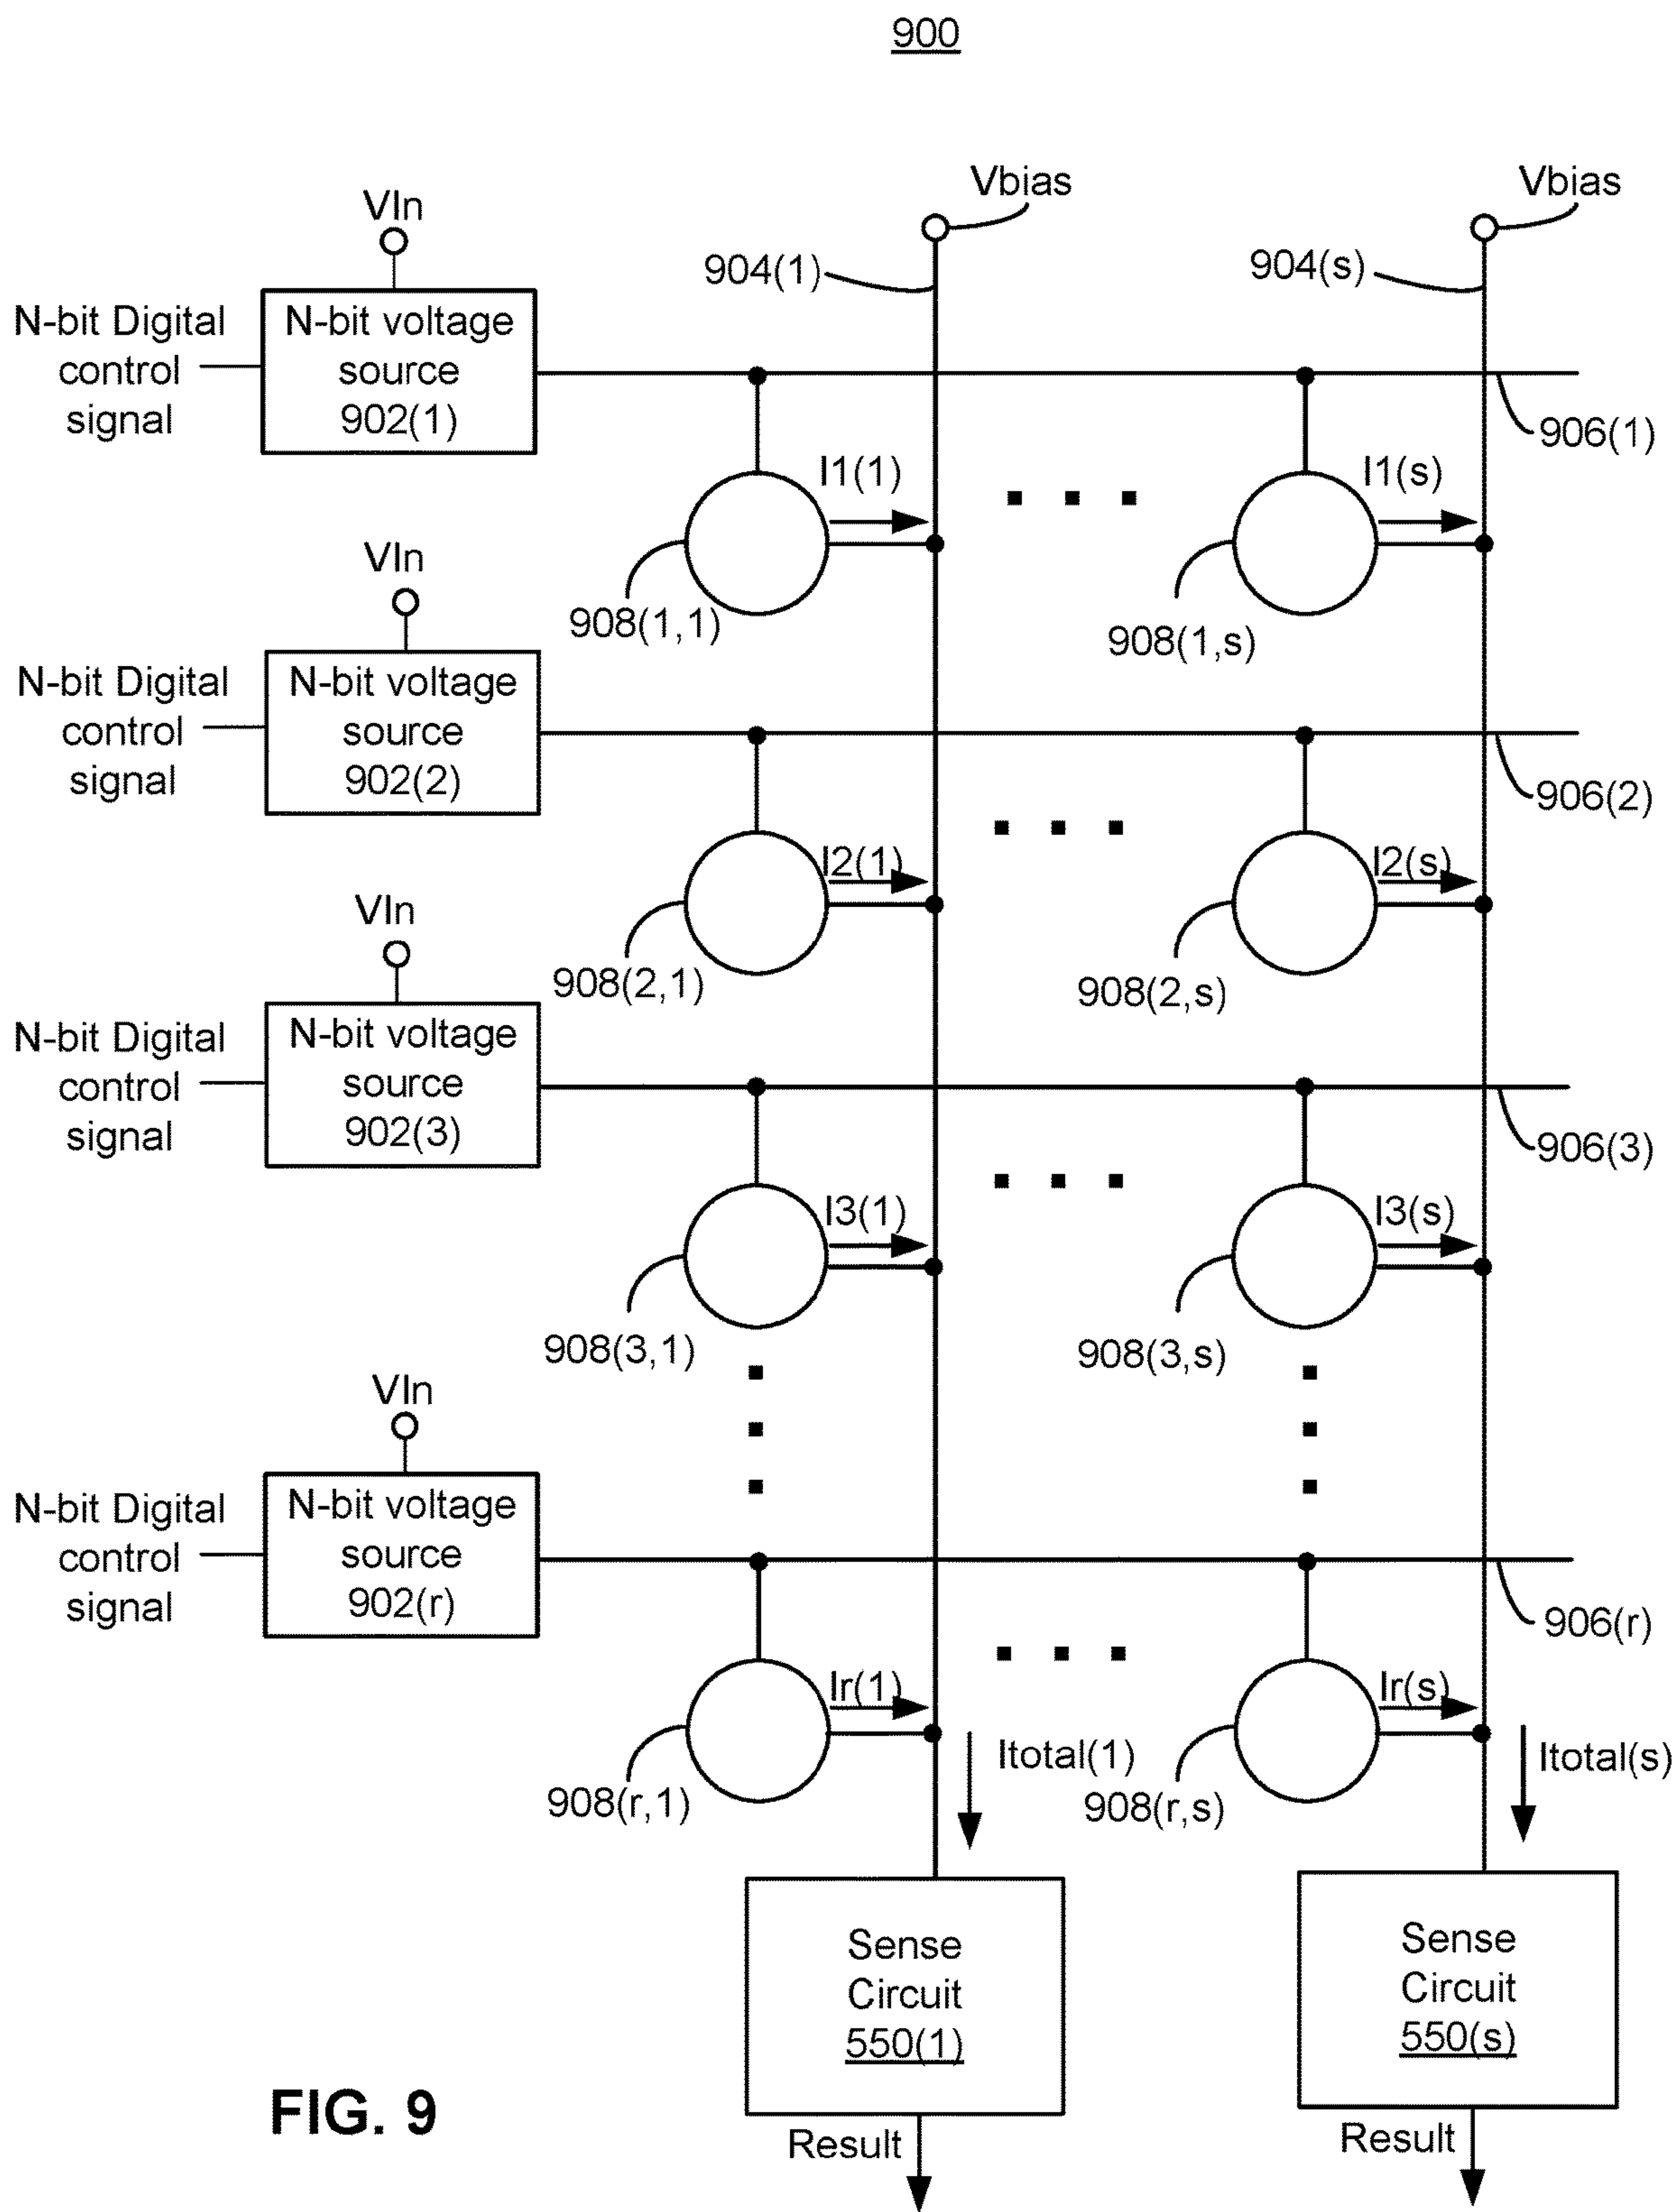 900
Vbias
Vbias
VIn
904(1)
904(s)
N-bit Digital
control
signal
N-bit voltage
source
902(1)
906(1)
I1(1)
I1(s)
VIn
908(1,1)
908(1,s)
N-bit Digital
control
signal
N-bit voltage
source
902(2)
906(2)
I2(1)
I2(s)
VIn
908(2,1)
908(2,s)
N-bit Digital
control
signal
N-bit voltage
source
902(3)
906(3)
I3(1)
I3(s)
908(3,1)
908(3,s)
VIn
N-bit Digital
control
signal
N-bit voltage
source
902(r)
906(r)
Ir(1)
Ir(s)
Itotal(1)
Itotal(s)
908(r,1)
908(r,s)
Sense
Circuit
550(1)
Sense
Circuit
550(s)
FIG. 9
Result
Result